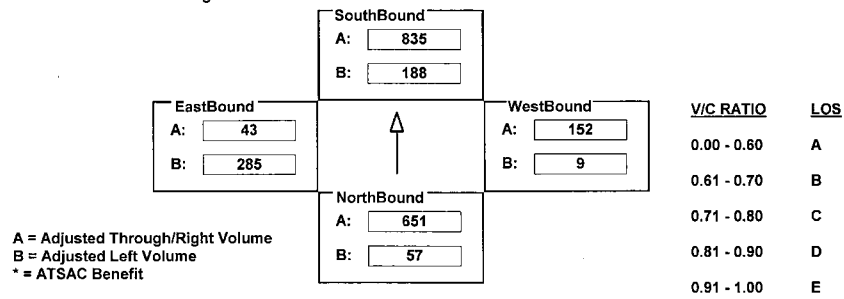 SouthBound
A: 835
B: 188
EastBound
A: 43
B: 285
WestBound
A: 152
B: 9
NorthBound
A: 651
B: 57
A = Adjusted Through/Right Volume
B = Adjusted Left Volume
* = ATSAC Benefit
V/C RATIO LOS
0.00 - 0.60 A
0.61 - 0.70 B
0.71 - 0.80 C
0.81 - 0.90 D
0.91 - 1.00 E